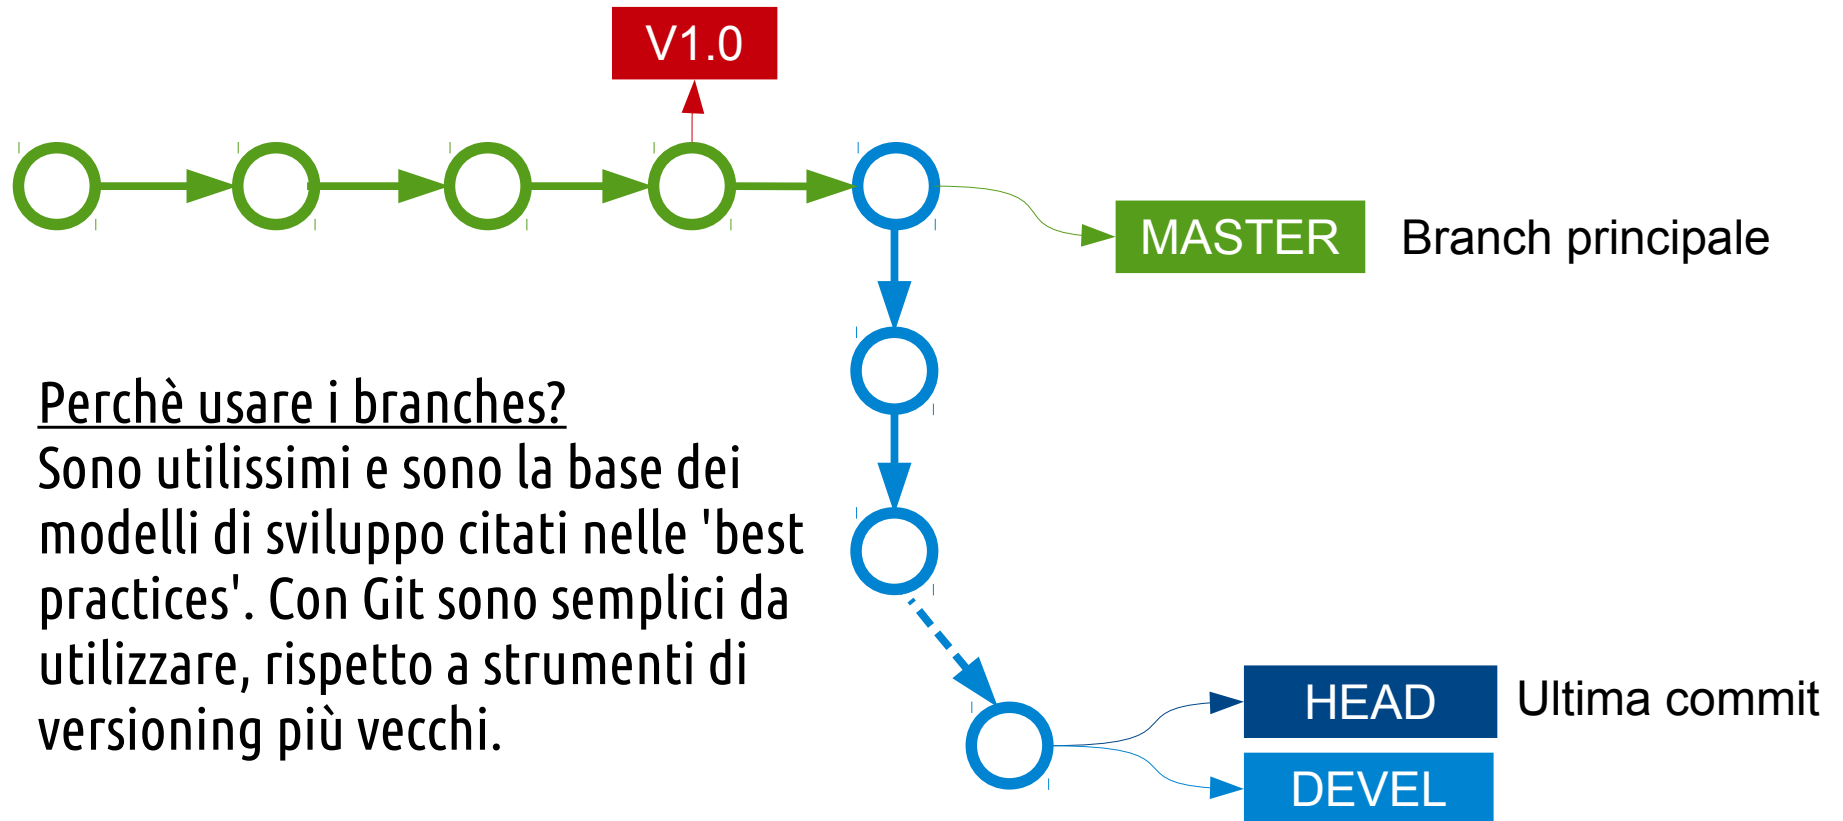 V1.0
MASTER
Branch principale
Perchè usare i branches?
Sono utilissimi e sono la base dei
modelli di sviluppo citati nelle 'best
practices'. Con Git sono semplici da
utilizzare, rispetto a strumenti di
versioning più vecchi.
HEAD
Ultima commit
DEVEL